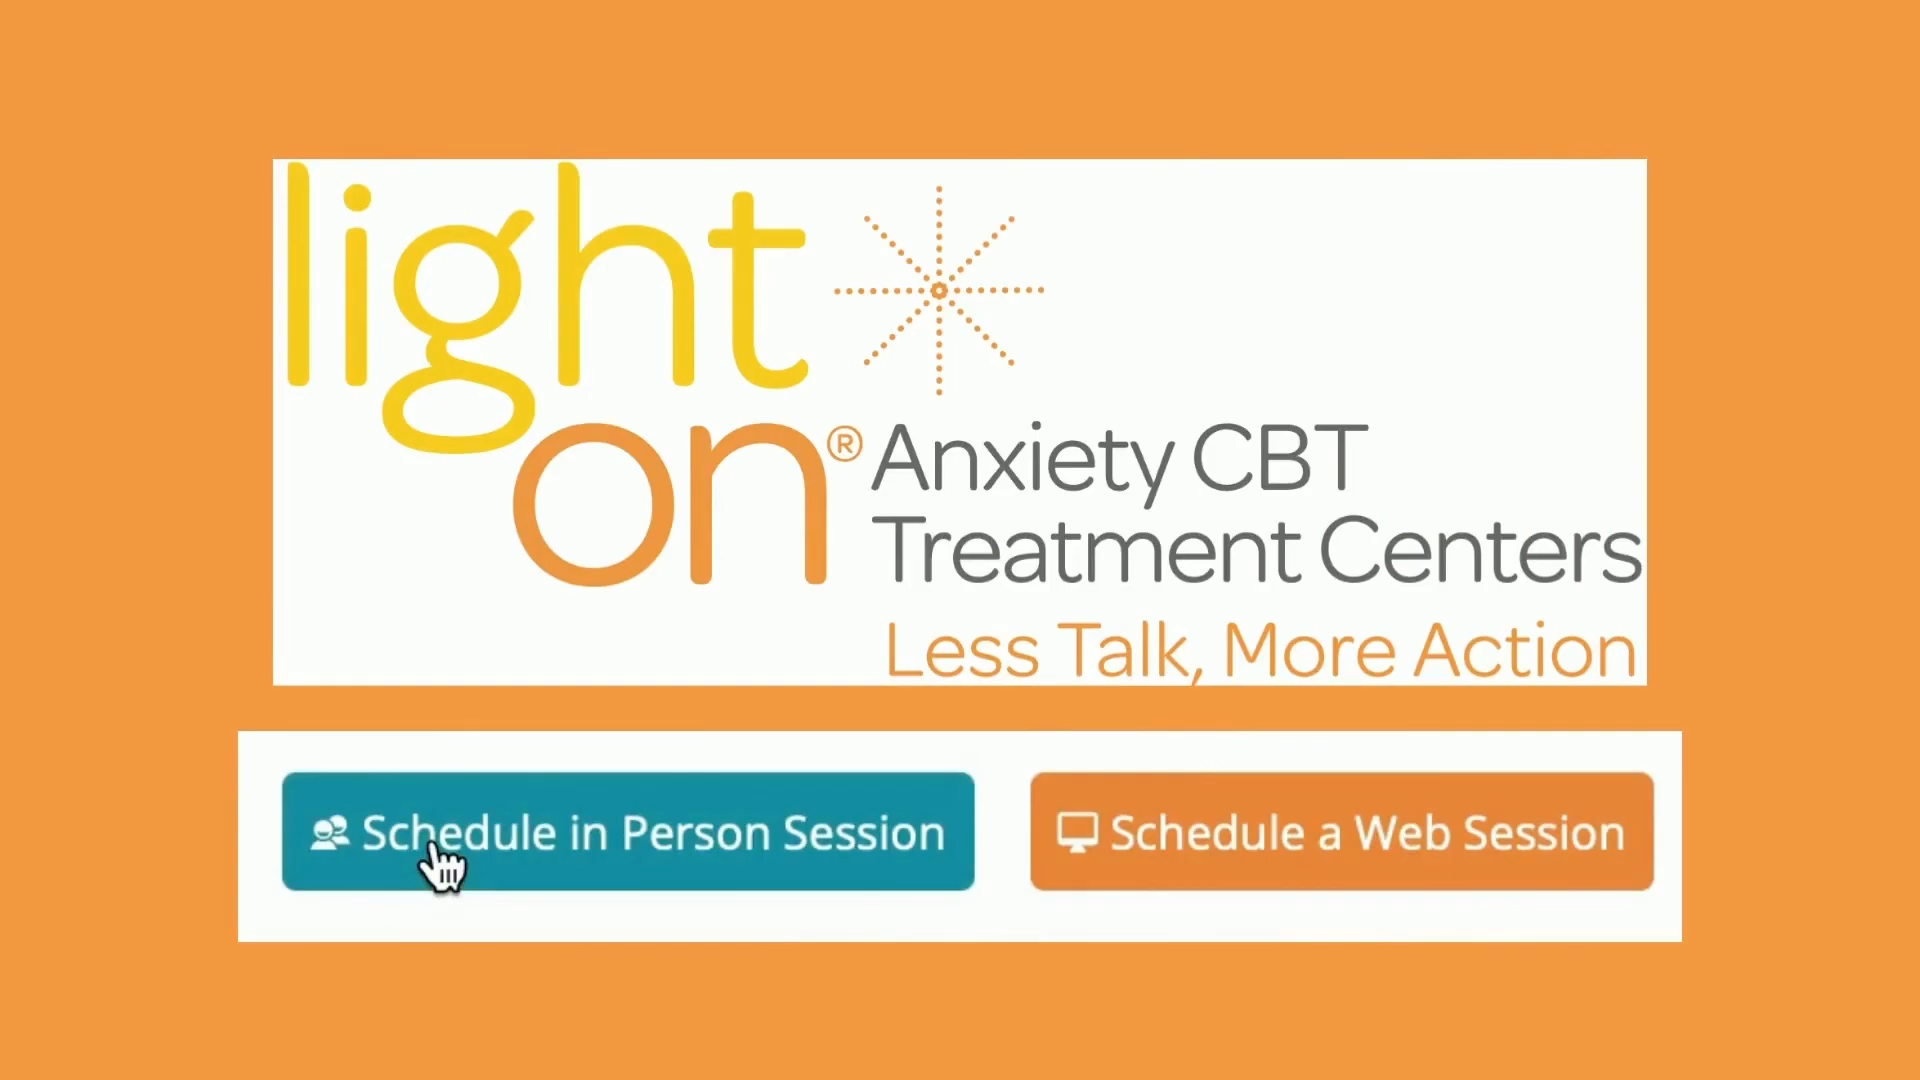 light
on® Anxiety CBT
Treatment Centers
Less Talk, More Action
Schedule in Person Session
Schedule a Web Session